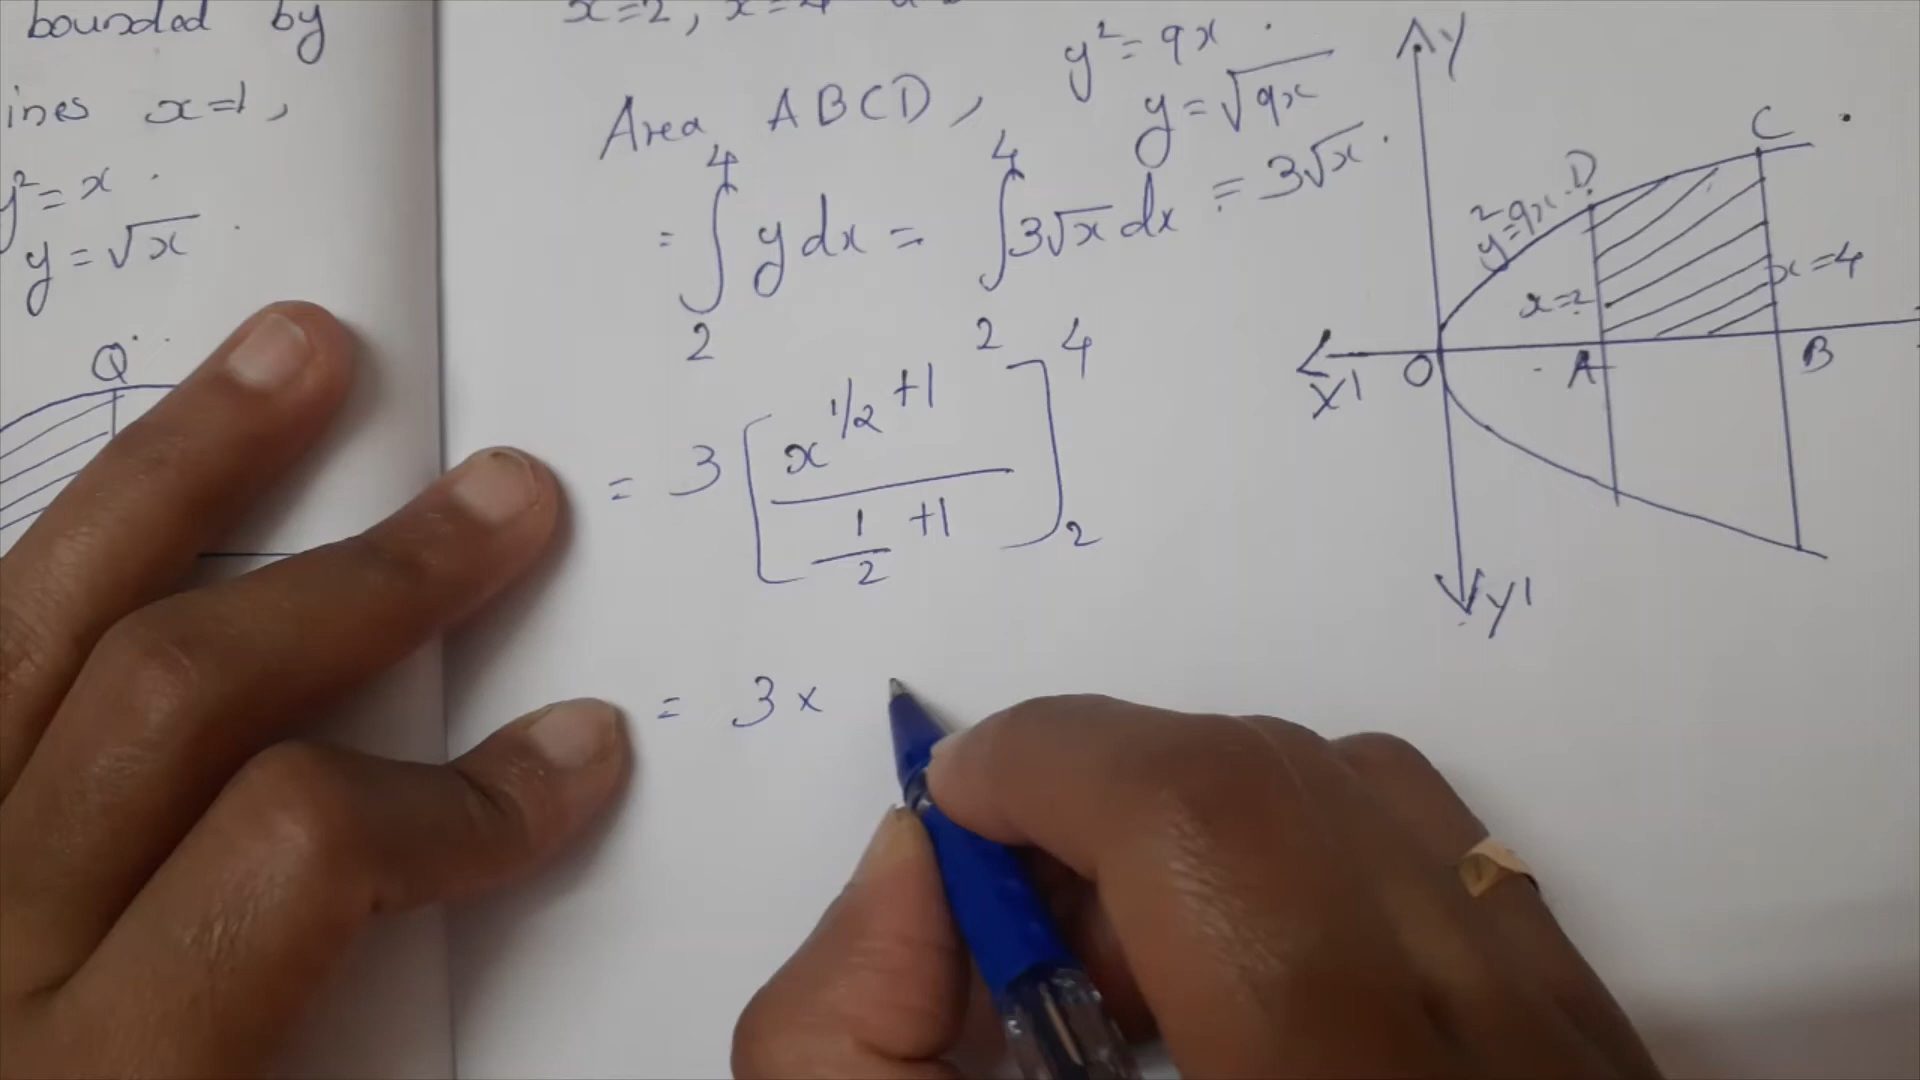 bounded by
ines x=1,
y²=x
y=√x
Q
x=2, x=4
Area ABCD,
y²=9x
y=√9x
=3√x
=∫₂⁴ y dx = ∫₂⁴ 3√x dx
= 3 [x^(1/2 +1) / (1/2 +1)]₂⁴
= 3 ×
Y
C
D
y²=9x
x=2
x=4
X'
O
A
B
Y'